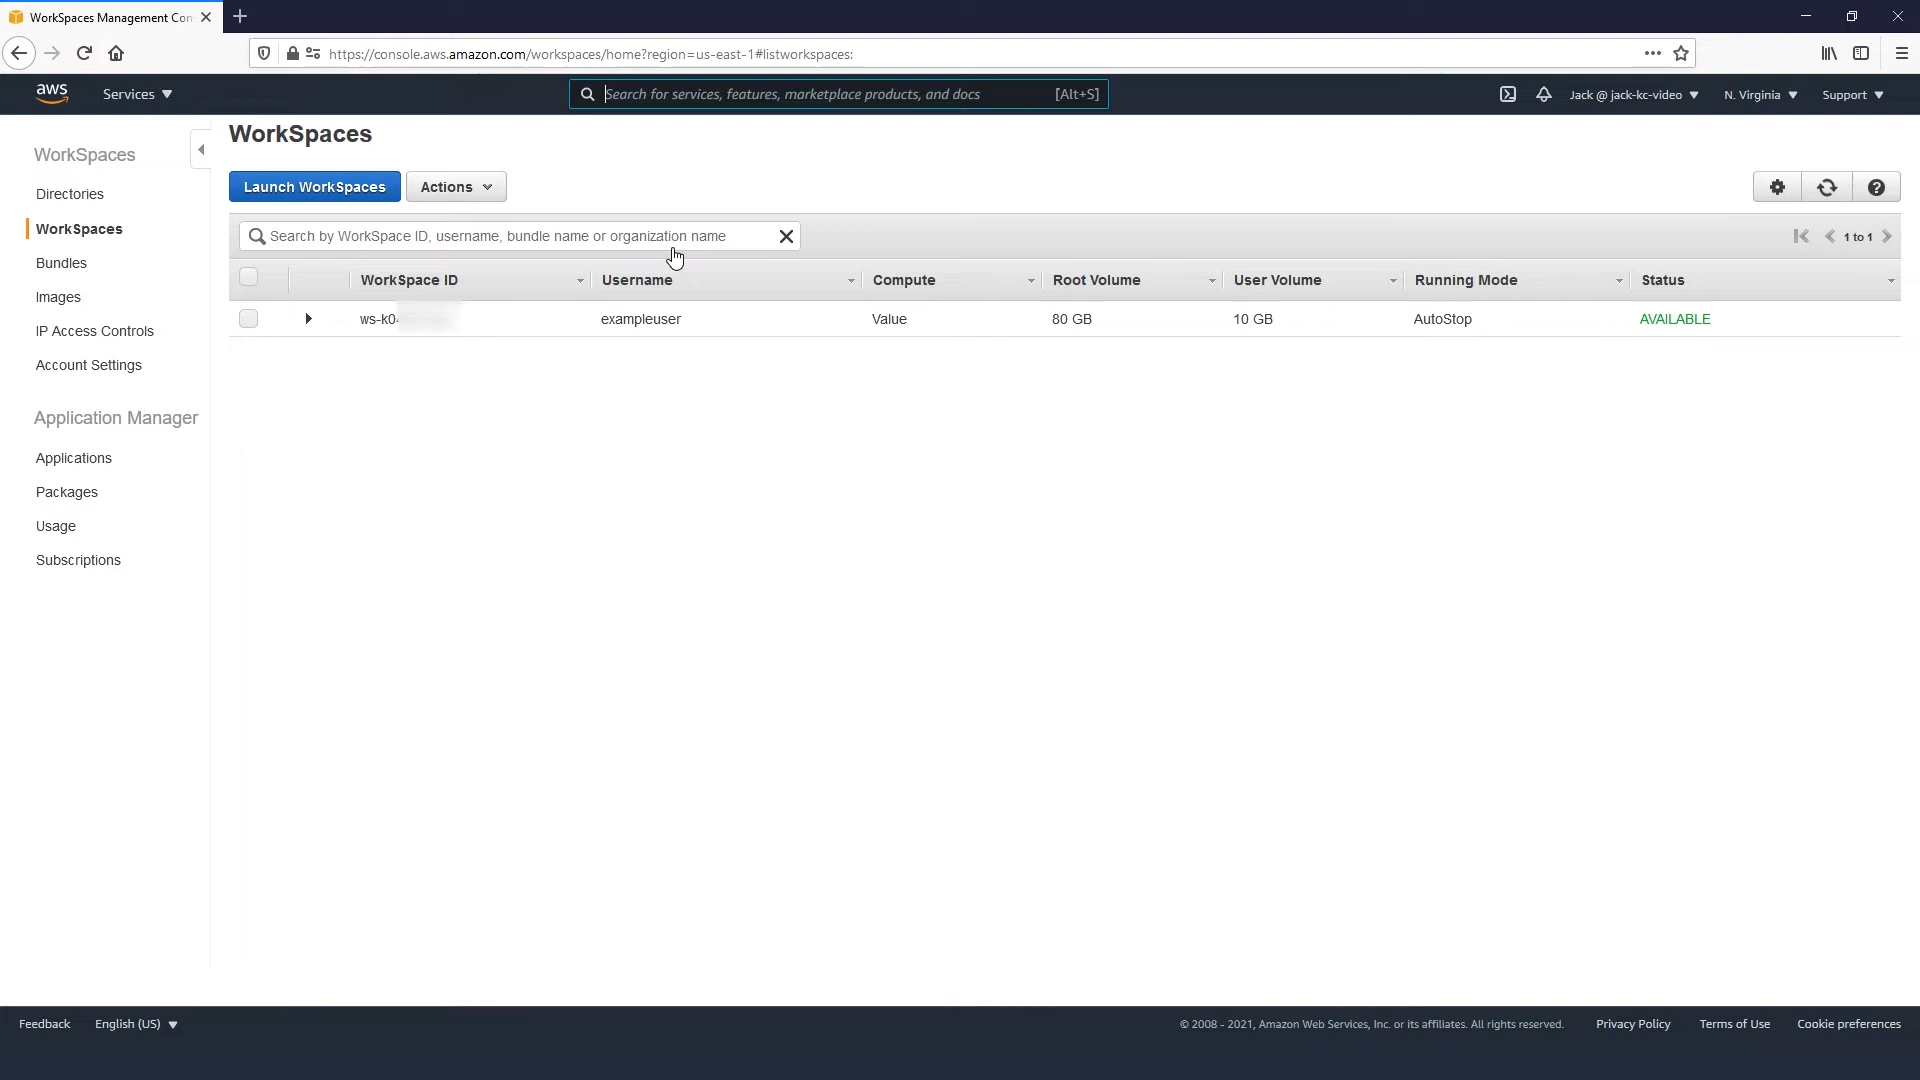 WorkSpaces Management Con
https://console.aws.amazon.com/workspaces/home?region=us-east-1#listworkspaces:
aws Services Search for services, features, marketplace products, and docs [Alt+S] Jack @ jack-kc-video N. Virginia Support
WorkSpaces
Directories
WorkSpaces
Bundles
Images
IP Access Controls
Account Settings
Application Manager
Applications
Packages
Usage
Subscriptions
WorkSpaces
Launch WorkSpaces Actions
Search by WorkSpace ID, username, bundle name or organization name 1 to 1
WorkSpace ID Username Compute Root Volume User Volume Running Mode Status
exampleuser Value 80 GB 10 GB AutoStop AVAILABLE
Feedback English (US) © 2008 - 2021, Amazon Web Services, Inc. or its affiliates. All rights reserved. Privacy Policy Terms of Use Cookie preferences